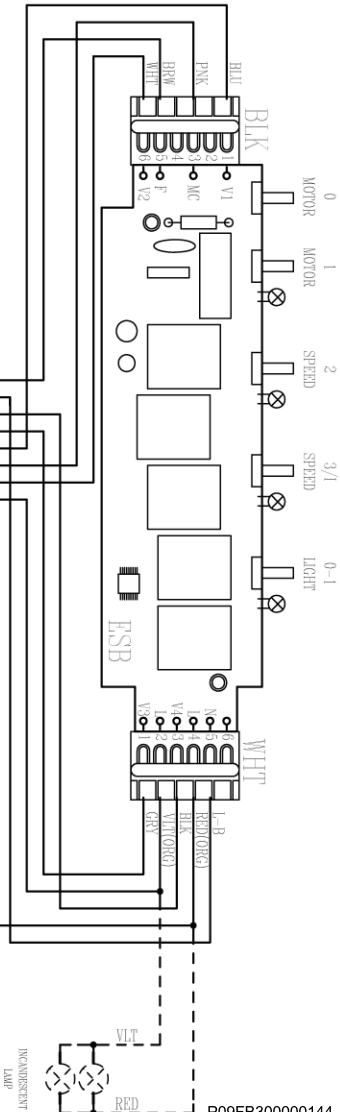 BLU
PNK
BRW
WHT
BLK
1
2
3
4
5
6
V1
MC
F
V2
0
MOTOR
1
MOTOR
2
SPEED
3/1
SPEED
0-1
LIGHT
ESB
N
L
V4
L
V3
6
5
4
3
2
1
WHT
L-B
RED(ORG)
BLK
VLT(ORG)
GRY
VLT
RED
INCANDESCENT
LAMP